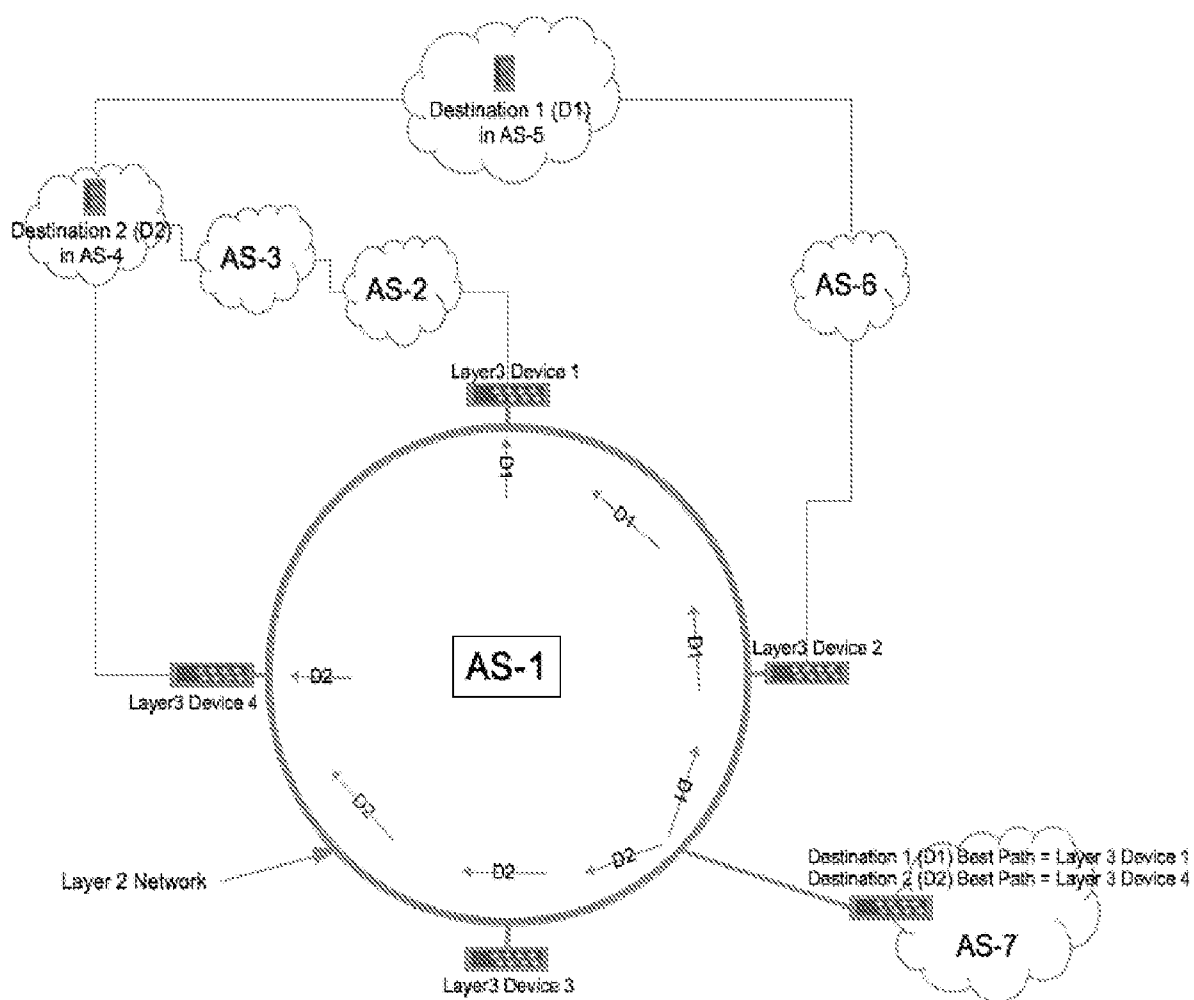 Destination 1 (D1)
in AS-5
Destination 2 (D2)
in AS-4
AS-3
AS-2
AS-6
Layer3 Device 1
D1
D1
D1
D1
AS-1
Layer3 Device 2
D2
Layer3 Device 4
D2
D2
D2
Layer 2 Network
Layer3 Device 3
Destination 1 (D1) Best Path = Layer 3 Device 1
Destination 2 (D2) Best Path = Layer 3 Device 4
AS-7